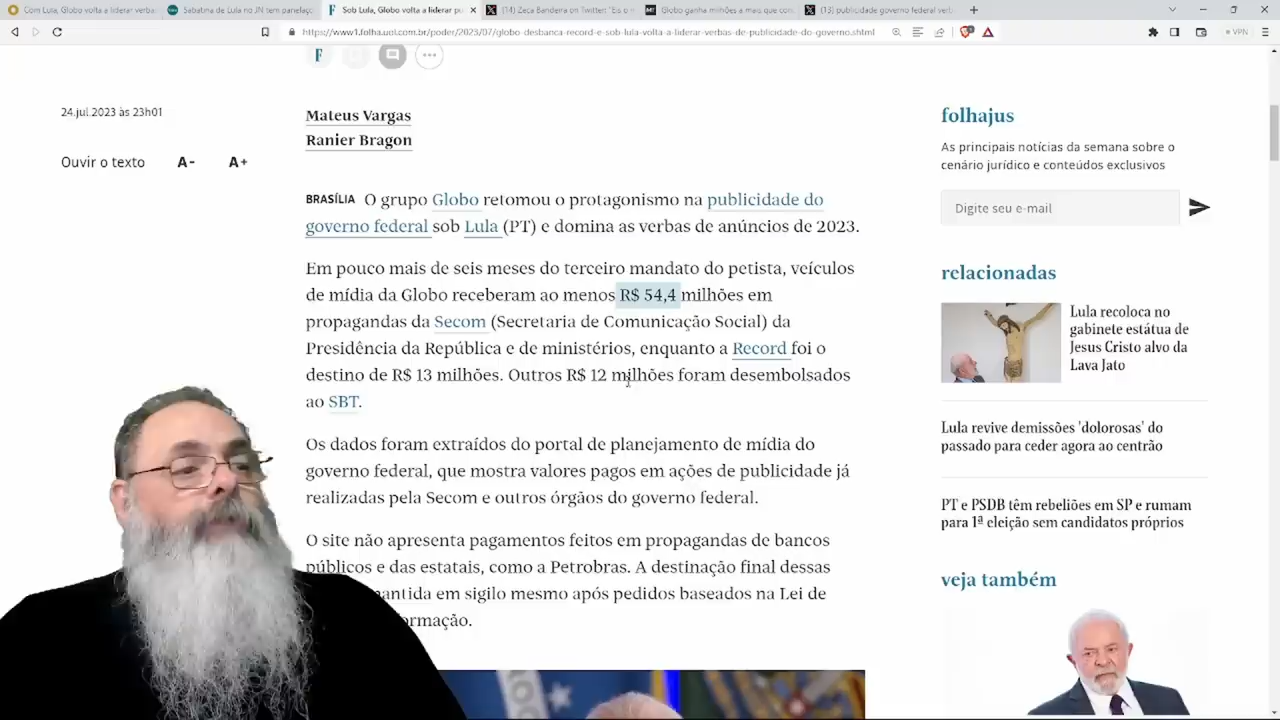 Com Lula, Globo volta a liderar verba
Sabatina de Lula no JN tem panelaço
Sob Lula, Globo volta a liderar pu
(14) Zeca Bandeira on Twitter: "Eis o
Globo ganha milhões a mais que con
(13) publicidade governo federal verb
https://www1.folha.uol.com.br/poder/2023/07/globo-desbanca-record-e-sob-lula-volta-a-liderar-verbas-de-publicidade-do-governo.shtml
VPN
F
24.jul.2023 às 23h01
Ouvir o texto A- A+
Mateus Vargas
Ranier Bragon
BRASÍLIA O grupo Globo retomou o protagonismo na publicidade do
governo federal sob Lula (PT) e domina as verbas de anúncios de 2023.
Em pouco mais de seis meses do terceiro mandato do petista, veículos
de mídia da Globo receberam ao menos R$ 54,4 milhões em
propagandas da Secom (Secretaria de Comunicação Social) da
Presidência da República e de ministérios, enquanto a Record foi o
destino de R$ 13 milhões. Outros R$ 12 milhões foram desembolsados
ao SBT.
Os dados foram extraídos do portal de planejamento de mídia do
governo federal, que mostra valores pagos em ações de publicidade já
realizadas pela Secom e outros órgãos do governo federal.
O site não apresenta pagamentos feitos em propagandas de bancos
públicos e das estatais, como a Petrobras. A destinação final dessas
mantida em sigilo mesmo após pedidos baseados na Lei de
ormação.
folhajus
As principais notícias da semana sobre o
cenário jurídico e conteúdos exclusivos
Digite seu e-mail
relacionadas
Lula recoloca no
gabinete estátua de
Jesus Cristo alvo da
Lava Jato
Lula revive demissões 'dolorosas' do
passado para ceder agora ao centrão
PT e PSDB têm rebeliões em SP e rumam
para 1ª eleição sem candidatos próprios
veja também